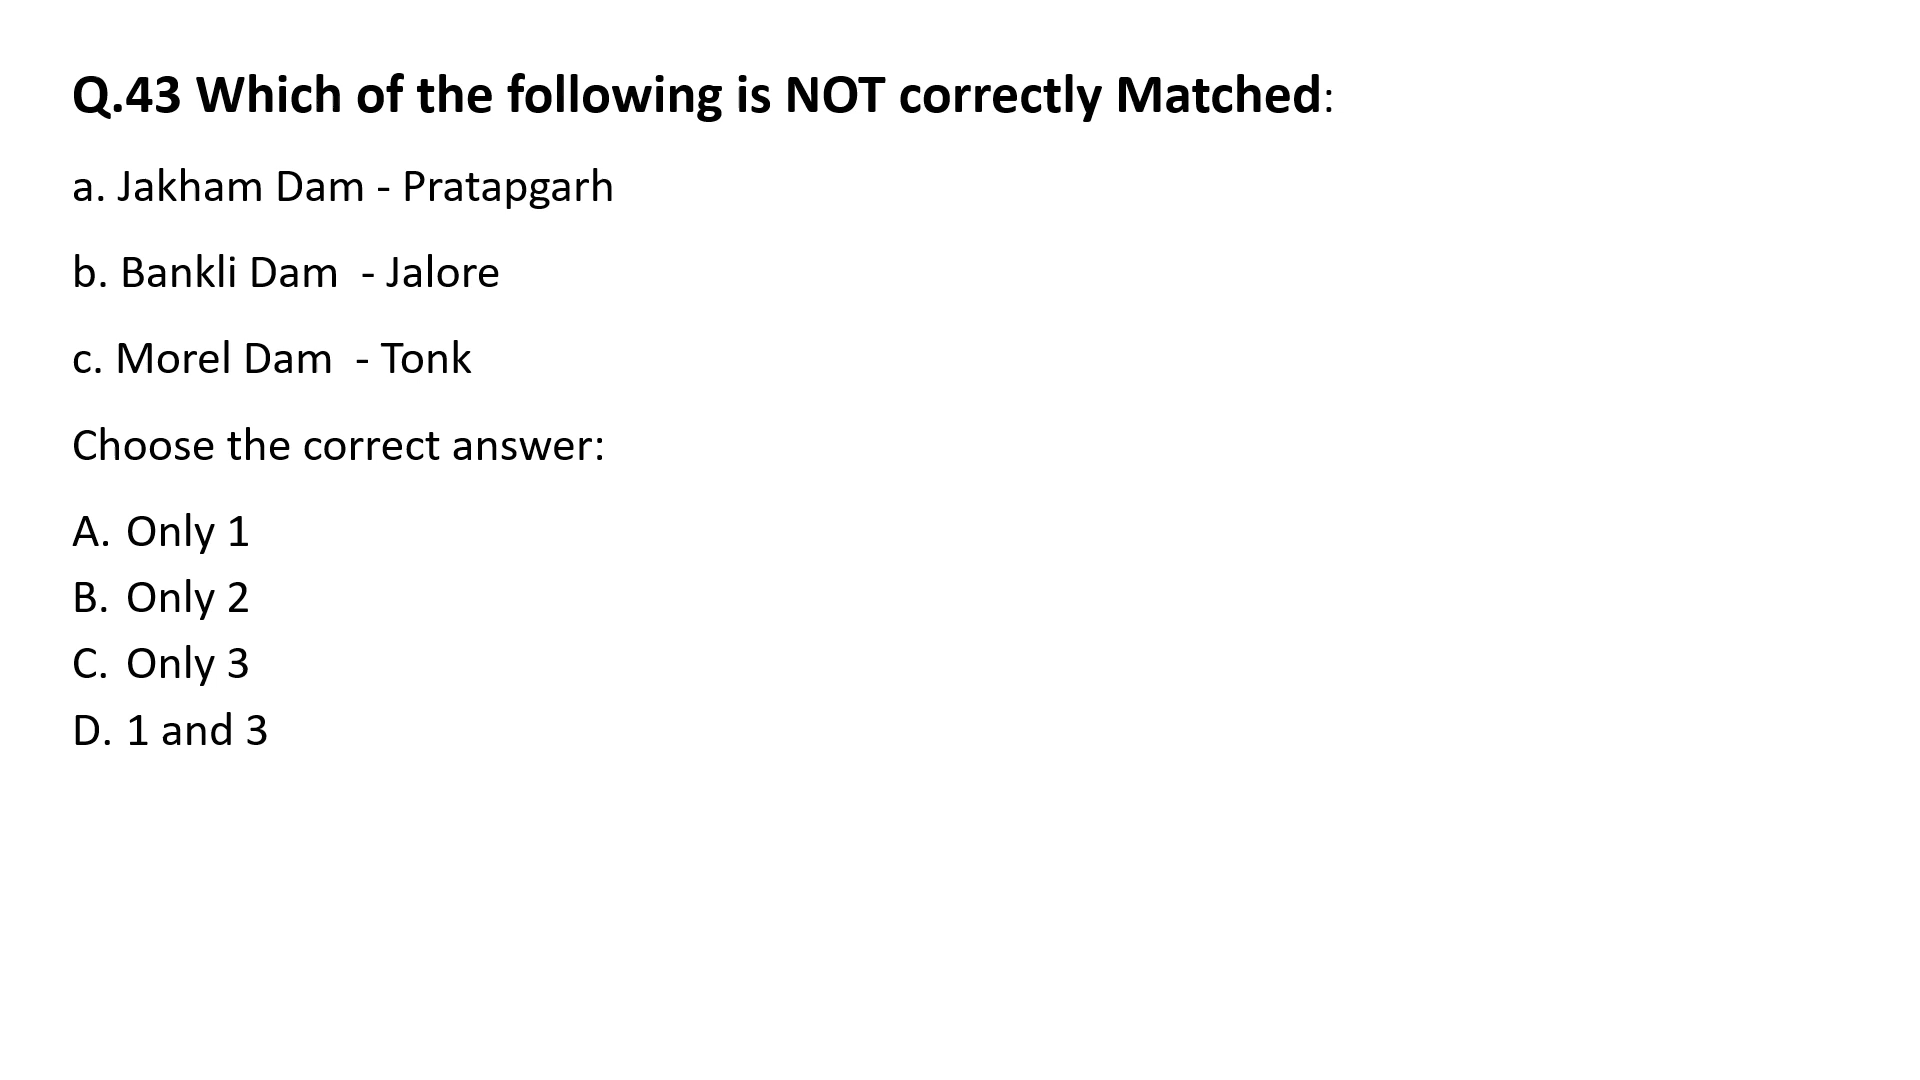 Q.43 Which of the following is NOT correctly Matched:
a. Jakham Dam - Pratapgarh
b. Bankli Dam  - Jalore
c. Morel Dam  - Tonk
Choose the correct answer:
A. Only 1
B. Only 2
C. Only 3
D. 1 and 3